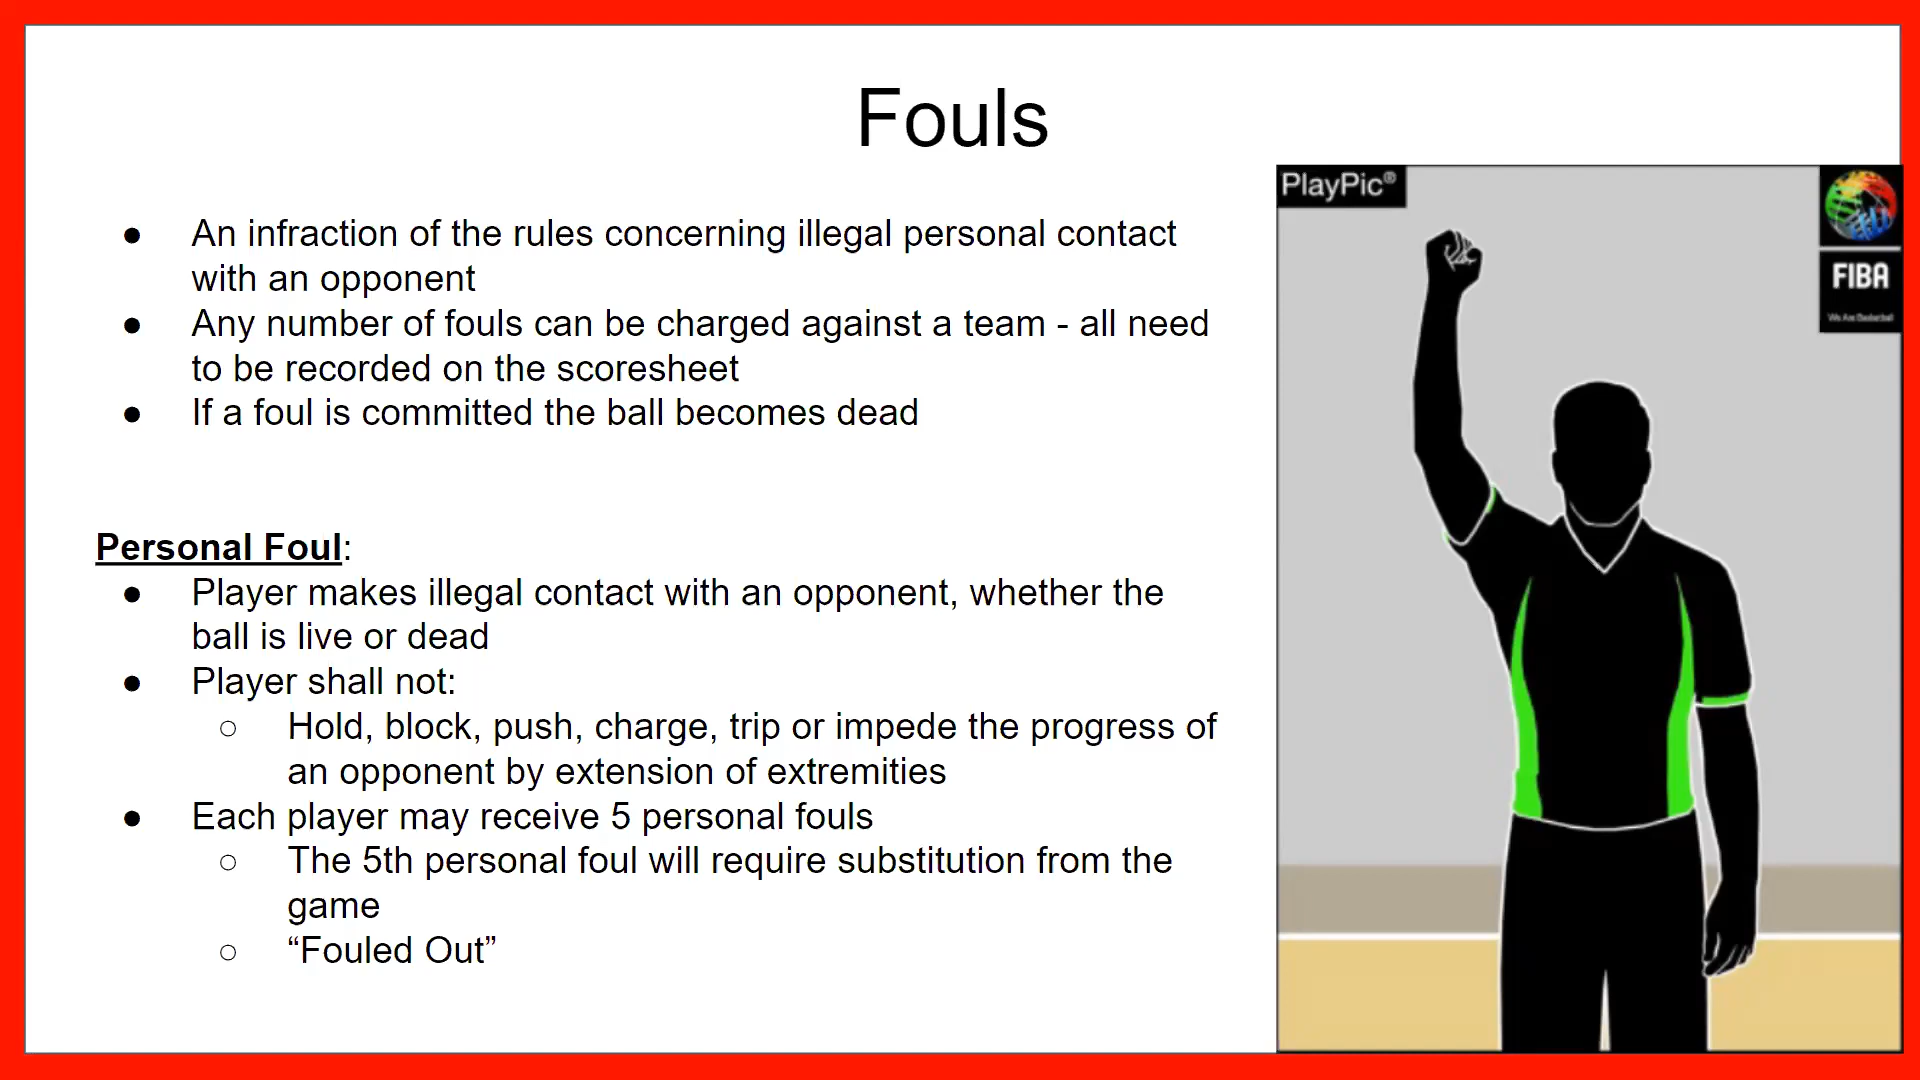 Fouls
● An infraction of the rules concerning illegal personal contact
with an opponent
● Any number of fouls can be charged against a team - all need
to be recorded on the scoresheet
● If a foul is committed the ball becomes dead
Personal Foul:
● Player makes illegal contact with an opponent, whether the
ball is live or dead
● Player shall not:
○ Hold, block, push, charge, trip or impede the progress of
an opponent by extension of extremities
● Each player may receive 5 personal fouls
○ The 5th personal foul will require substitution from the
game
○ “Fouled Out”
PlayPic®
FIBA
We Are Basketball